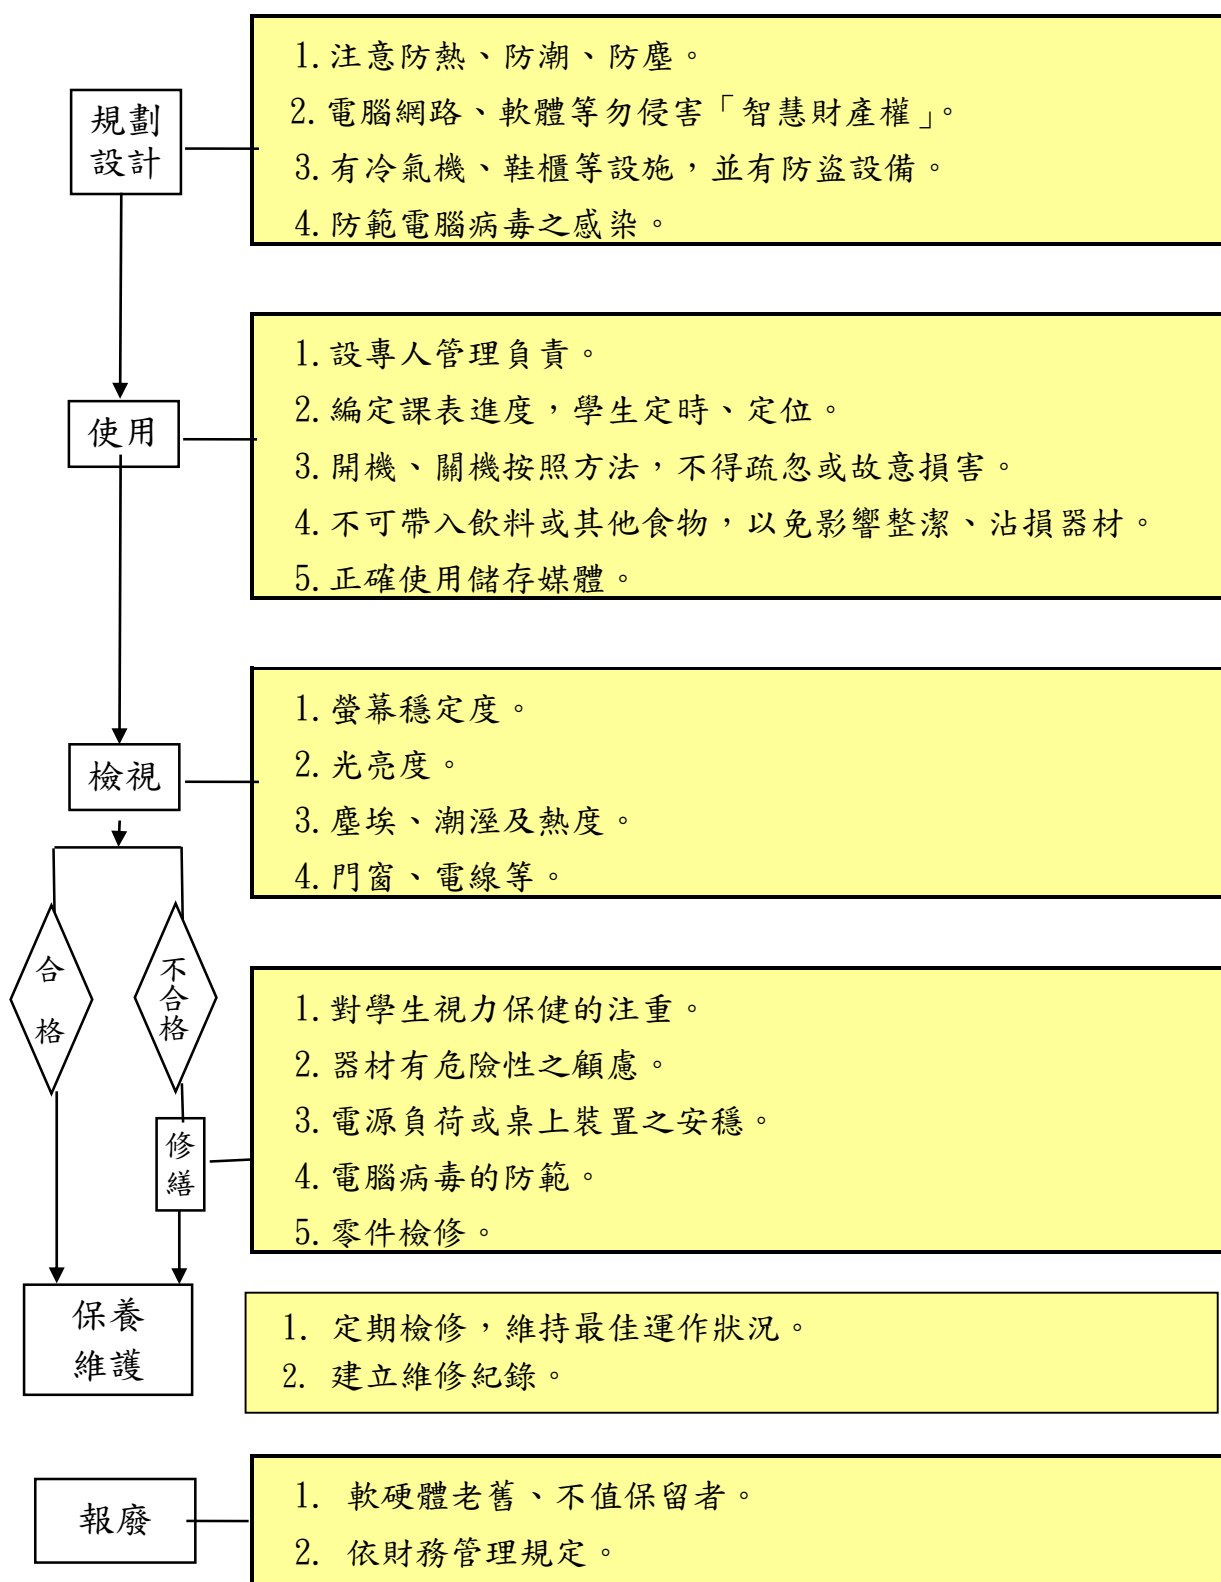 規劃
設計
1.注意防熱、防潮、防塵。
2.電腦網路、軟體等勿侵害「智慧財產權」。
3.有冷氣機、鞋櫃等設施，並有防盜設備。
4.防範電腦病毒之感染。
使用
1.設專人管理負責。
2.編定課表進度，學生定時、定位。
3.開機、關機按照方法，不得疏忽或故意損害。
4.不可帶入飲料或其他食物，以免影響整潔、沾損器材。
5.正確使用儲存媒體。
檢視
1.螢幕穩定度。
2.光亮度。
3.塵埃、潮溼及熱度。
4.門窗、電線等。
合
格
不
合
格
修
繕
1.對學生視力保健的注重。
2.器材有危險性之顧慮。
3.電源負荷或桌上裝置之安穩。
4.電腦病毒的防範。
5.零件檢修。
保養
維護
1. 定期檢修，維持最佳運作狀況。
2. 建立維修紀錄。
報廢
1. 軟硬體老舊、不值保留者。
2. 依財務管理規定。